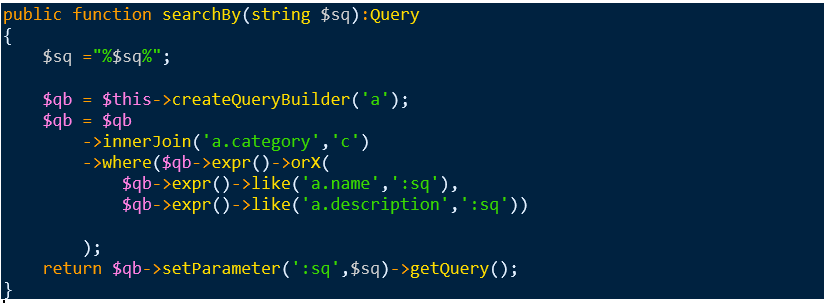 public function searchBy(string $sq):Query
{
    $sq ="%$sq%";

    $qb = $this->createQueryBuilder('a');
    $qb = $qb
        ->innerJoin('a.category','c')
        ->where($qb->expr()->orX(
            $qb->expr()->like('a.name',':sq'),
            $qb->expr()->like('a.description',':sq'))

        );
    return $qb->setParameter(':sq',$sq)->getQuery();
}